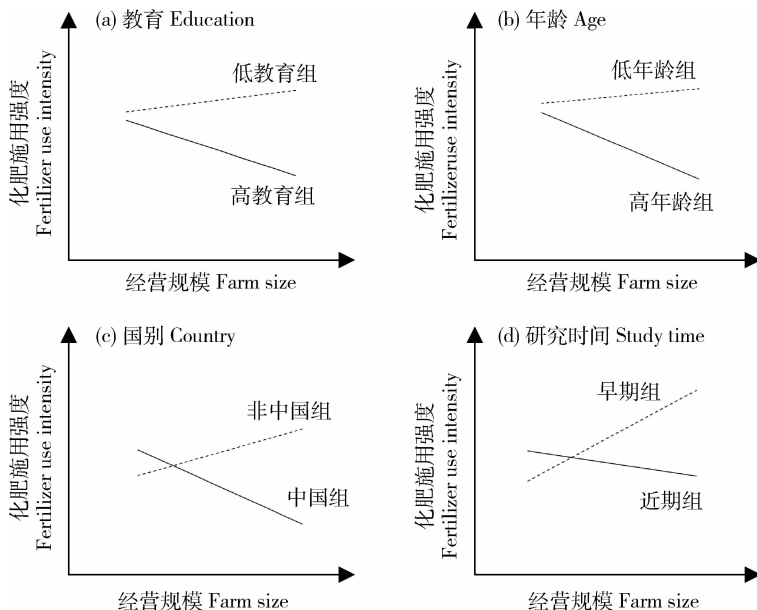 (a) 教育 Education
化肥施用强度
Fertilizer use intensity
低教育组
高教育组
经营规模 Farm size
(b) 年龄 Age
化肥施用强度
Fertilizeruse intensity
低年龄组
高年龄组
经营规模 Farm size
(c) 国别 Country
化肥施用强度
Fertilizer use intensity
非中国组
中国组
经营规模 Farm size
(d) 研究时间 Study time
化肥施用强度
Fertilizer use intensity
早期组
近期组
经营规模 Farm size